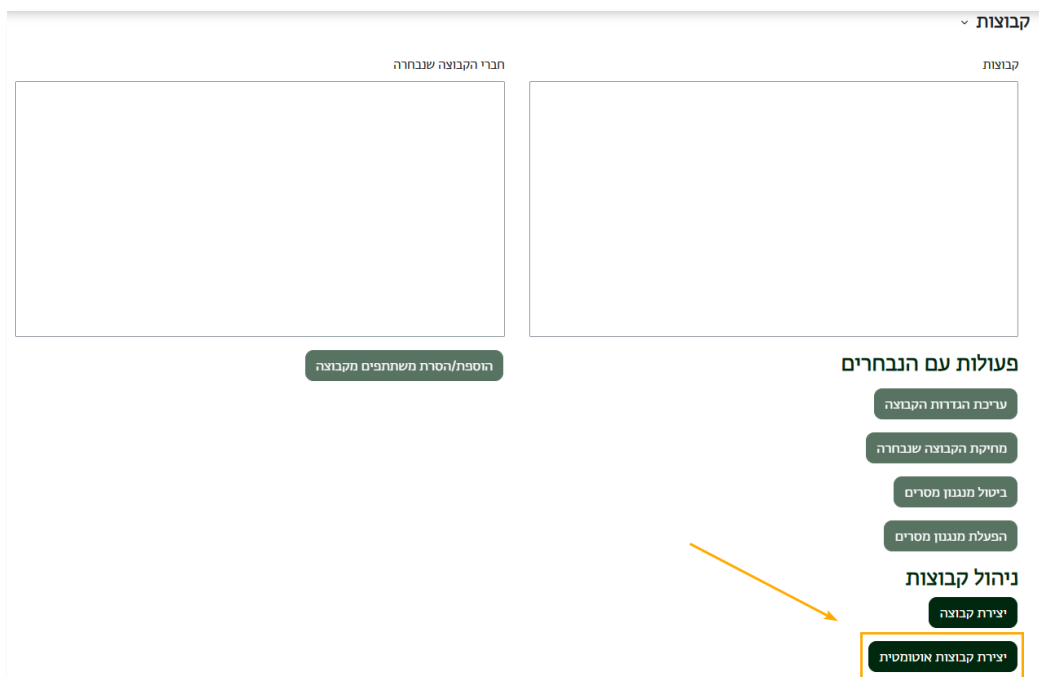 קבוצות
קבוצות
חברי הקבוצה שנבחרה
הוספת/הסרת משתתפים מקבוצה
פעולות עם הנבחרים
עריכת הגדרות הקבוצה
מחיקת הקבוצה שנבחרה
ביטול מנגנון מסרים
הפעלת מנגנון מסרים
ניהול קבוצות
יצירת קבוצה
יצירת קבוצות אוטומטית